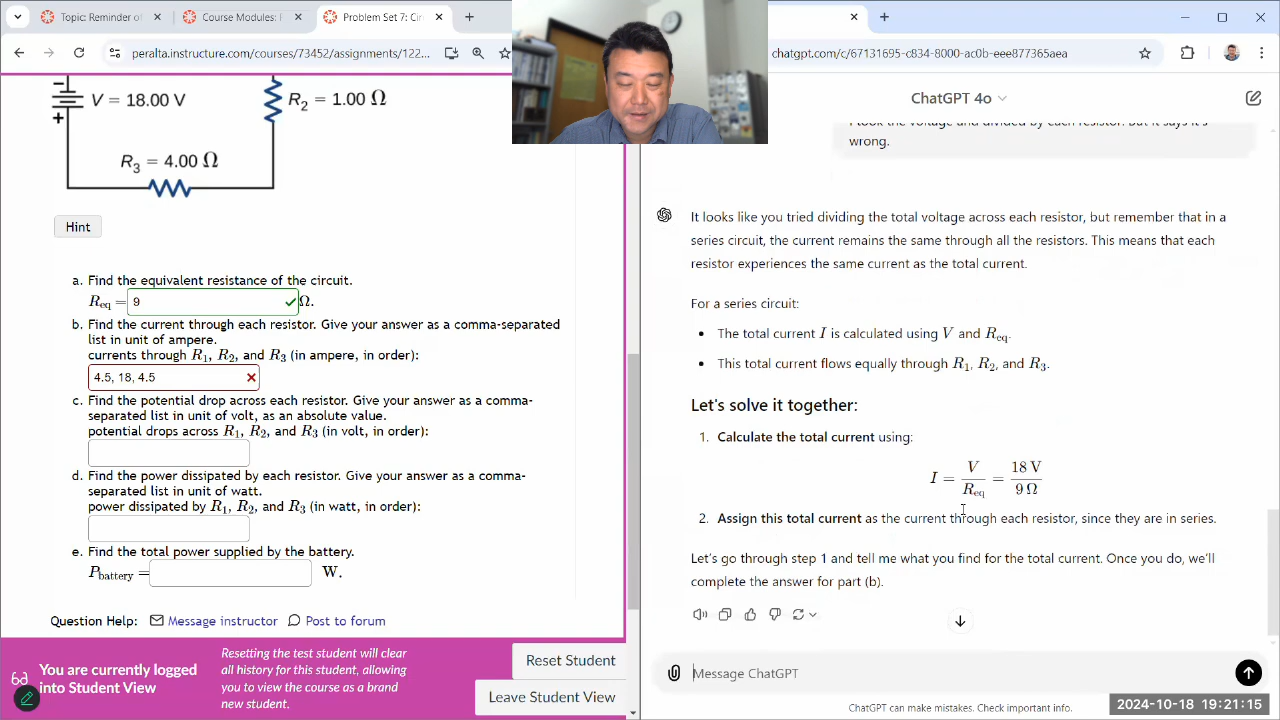 Topic: Reminder of
Course Modules:
Problem Set 7: Cir
peralta.instructure.com/courses/73452/assignments/122...
chatgpt.com/c/67131695-c834-8000-ac0b-eee877365aea
V = 18.00 V
R2 = 1.00 Ω
R3 = 4.00 Ω
Hint
a. Find the equivalent resistance of the circuit.
Req = 9 Ω.
b. Find the current through each resistor. Give your answer as a comma-separated
list in unit of ampere.
currents through R1, R2, and R3 (in ampere, in order):
4.5, 18, 4.5
c. Find the potential drop across each resistor. Give your answer as a comma-
separated list in unit of volt, as an absolute value.
potential drops across R1, R2, and R3 (in volt, in order):
d. Find the power dissipated by each resistor. Give your answer as a comma-
separated list in unit of watt.
power dissipated by R1, R2, and R3 (in watt, in order):
e. Find the total power supplied by the battery.
Pbattery = W.
Question Help: Message instructor Post to forum
You are currently logged
into Student View
Resetting the test student will clear
all history for this student, allowing
you to view the course as a brand
new student.
Reset Student
Leave Student View
ChatGPT 4o
I took the voltage and divided by each resistor. But it says it's
wrong.
It looks like you tried dividing the total voltage across each resistor, but remember that in a
series circuit, the current remains the same through all the resistors. This means that each
resistor experiences the same current as the total current.
For a series circuit:
• The total current I is calculated using V and Req.
• This total current flows equally through R1, R2, and R3.
Let's solve it together:
1. Calculate the total current using:
I = V / Req = 18 V / 9 Ω
2. Assign this total current as the current through each resistor, since they are in series.
Let's go through step 1 and tell me what you find for the total current. Once you do, we'll
complete the answer for part (b).
Message ChatGPT
ChatGPT can make mistakes. Check important info.
2024-10-18 19:21:15